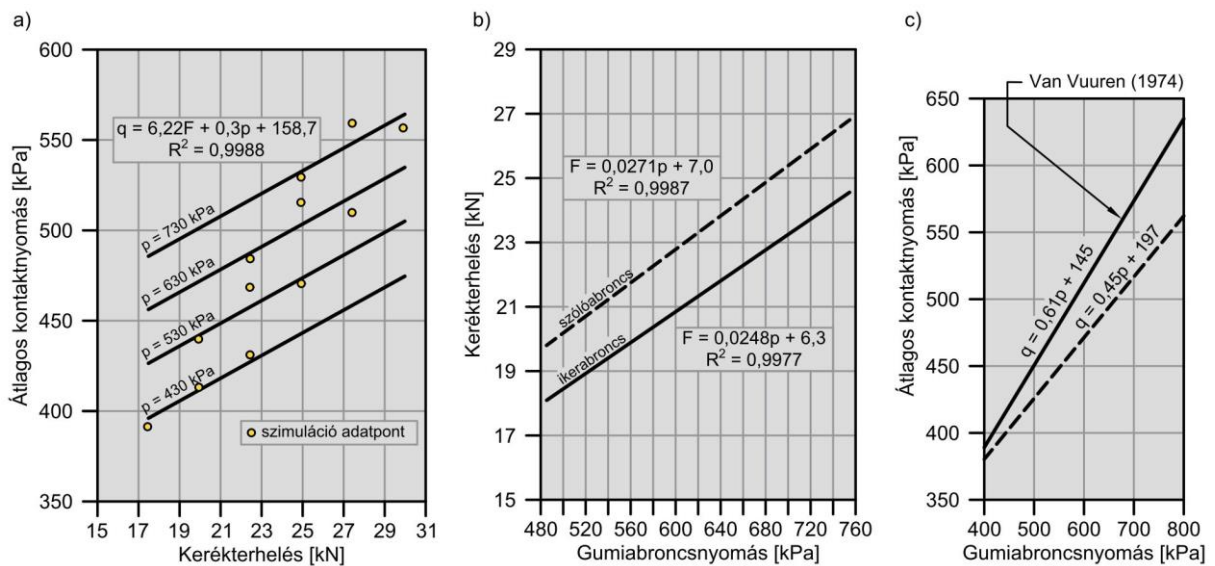 a)
600
550
500
450
400
350
Átlagos kontaktnyomás [kPa]
q = 6,22F + 0,3p + 158,7
R² = 0,9988
p = 730 kPa
p = 630 kPa
p = 530 kPa
p = 430 kPa
szimuláció adatpont
15 17 19 21 23 25 27 29 31
Kerékterhelés [kN]
b)
29
27
25
23
21
19
17
15
Kerékterhelés [kN]
F = 0,0271p + 7,0
R² = 0,9987
szólóabroncs
ikerabroncs
F = 0,0248p + 6,3
R² = 0,9977
480 520 560 600 640 680 720 760
Gumiabroncsnyomás [kPa]
c)
Van Vuuren (1974)
650
600
550
500
450
400
350
Átlagos kontaktnyomás [kPa]
q = 0,61p + 145
q = 0,45p + 197
400 500 600 700 800
Gumiabroncsnyomás [kPa]